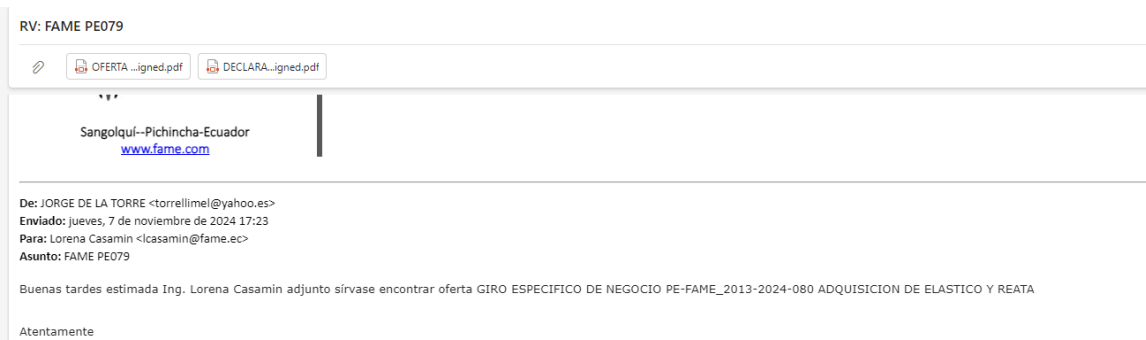 RV: FAME PE079
OFERTA ...igned.pdf DECLARA...igned.pdf
Sangolquí--Pichincha-Ecuador
www.fame.com
De: JORGE DE LA TORRE <torrellimel@yahoo.es>
Enviado: jueves, 7 de noviembre de 2024 17:23
Para: Lorena Casamin <lcasamin@fame.ec>
Asunto: FAME PE079
Buenas tardes estimada Ing. Lorena Casamin adjunto sírvase encontrar oferta GIRO ESPECIFICO DE NEGOCIO PE-FAME_2013-2024-080 ADQUISICION DE ELASTICO Y REATA
Atentamente